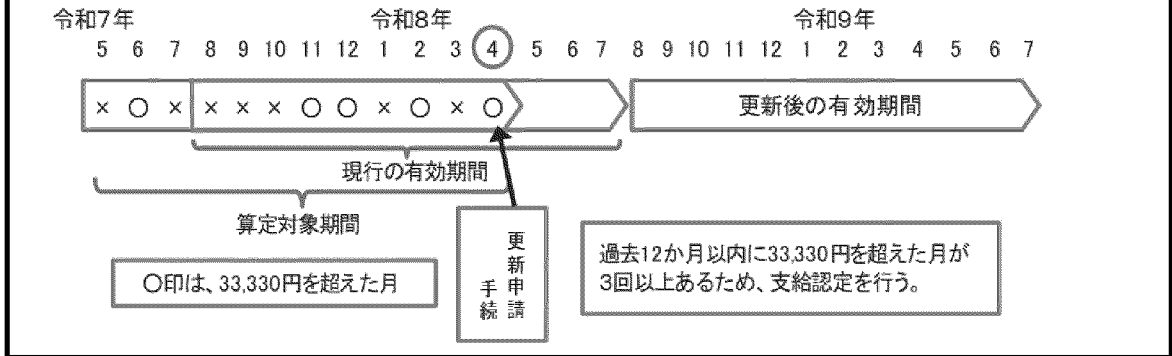 令和7年 令和8年 令和9年
5 6 7 8 9 10 11 12 1 2 3 4 5 6 7 8 9 10 11 12 1 2 3 4 5 6 7
× 〇 × × × × 〇 〇 × 〇 × 〇 更新後の有効期間
現行の有効期間
算定対象期間
更新申請
手続
〇印は、33,330円を超えた月
過去12か月以内に33,330円を超えた月が
3回以上あるため、支給認定を行う。